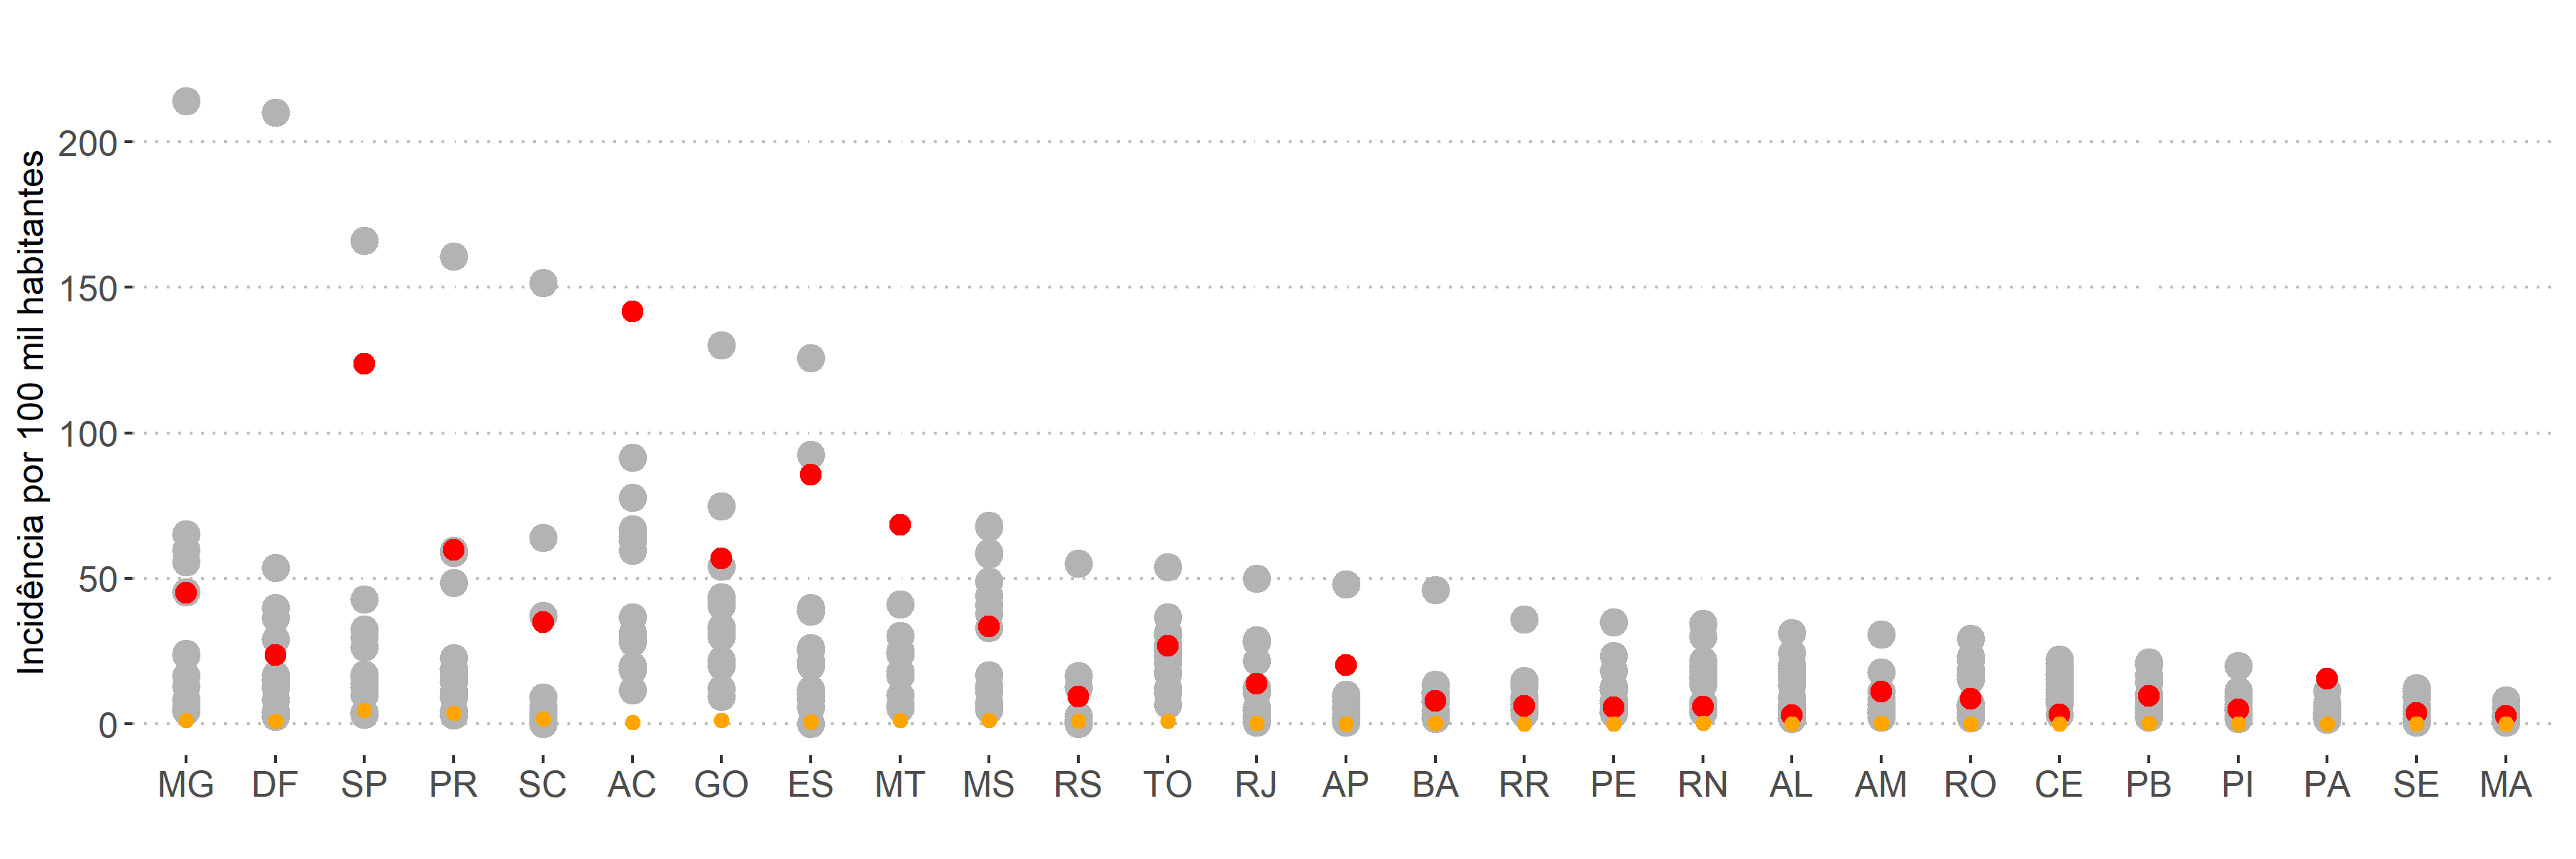 Incidência por 100 mil habitantes
200
150
100
50
0
MG DF SP PR SC AC GO ES MT MS RS TO RJ AP BA RR PE RN AL AM RO CE PB PI PA SE MA